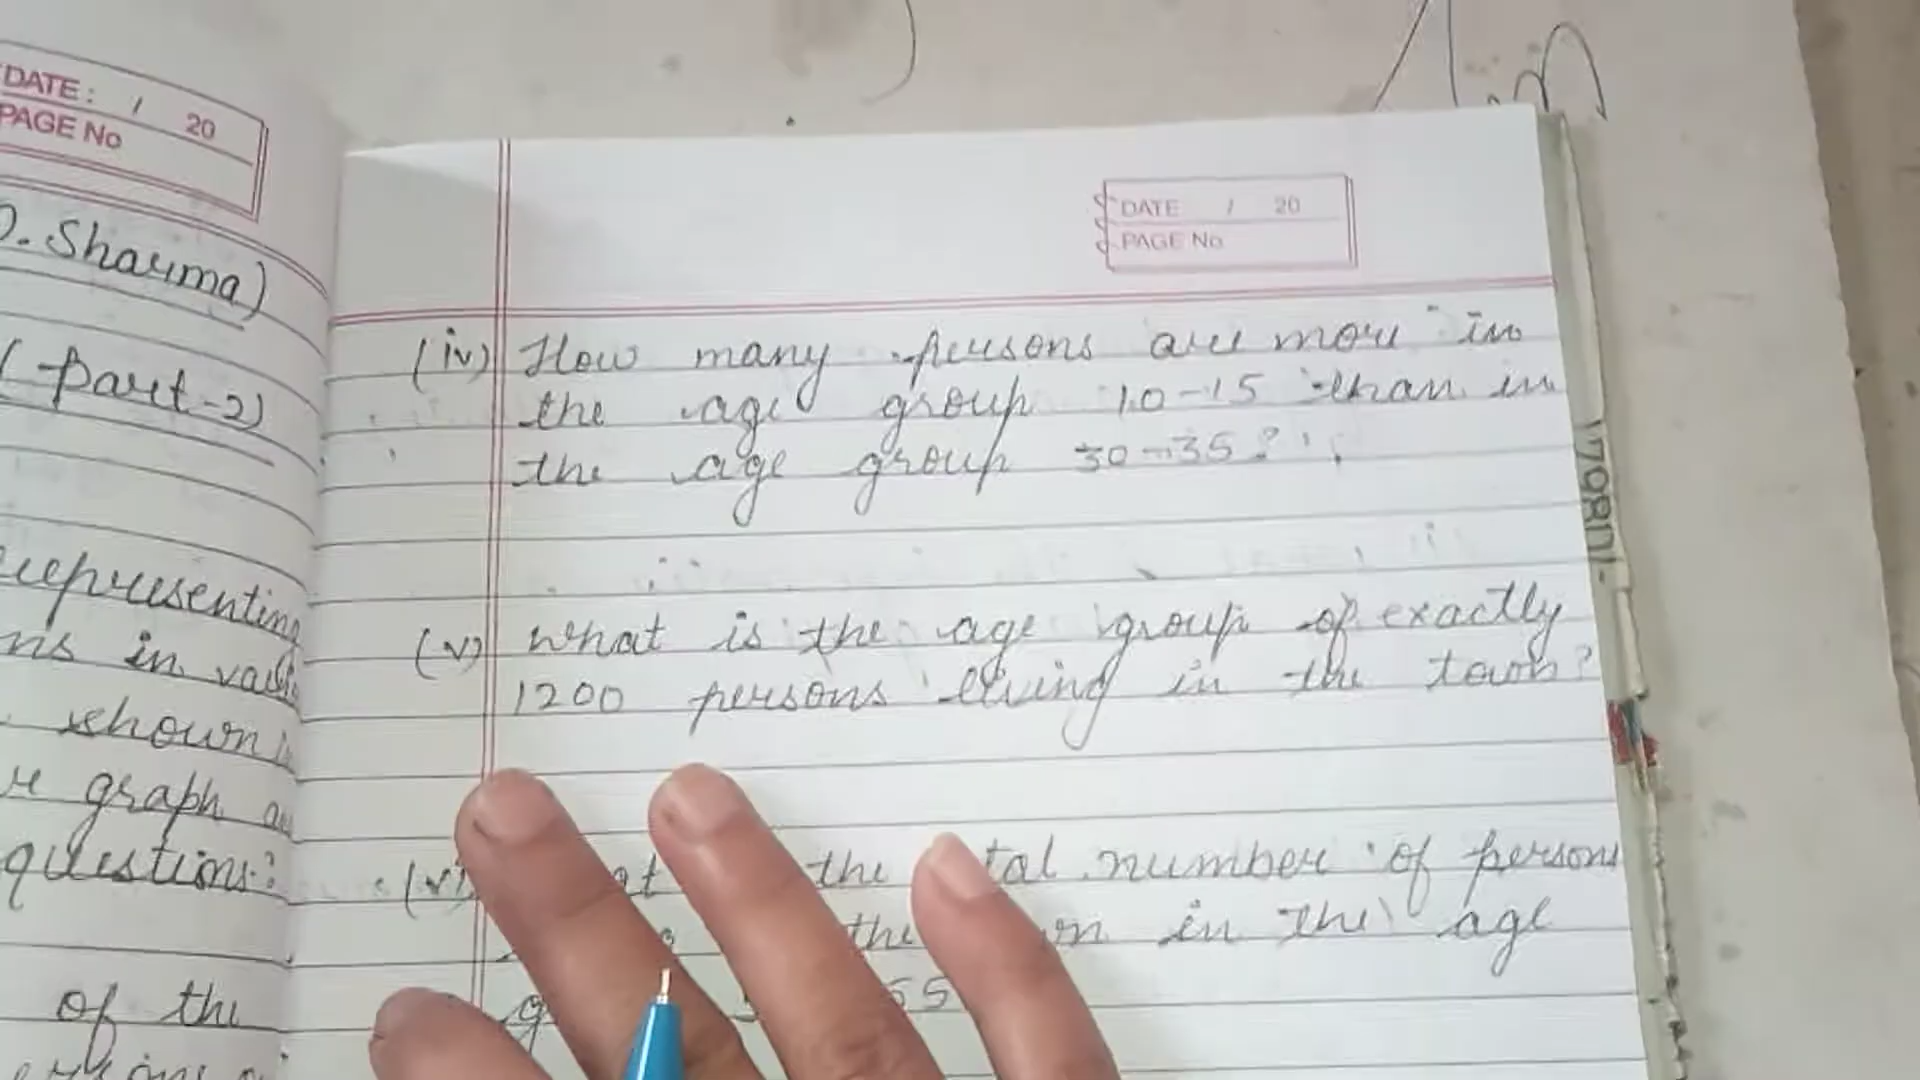 DATE: / 20
PAGE No
D. Sharma)
(Part-2)
representing
ns in
shown
graph
questions:
of the
DATE / 20
PAGE No
(iv) How many persons are more in
the age group 10-15 than in
the age group 30-35?
(v) What is the age group of exactly
1200 persons living in the town?
(vi) the number of persons
the in the age
55